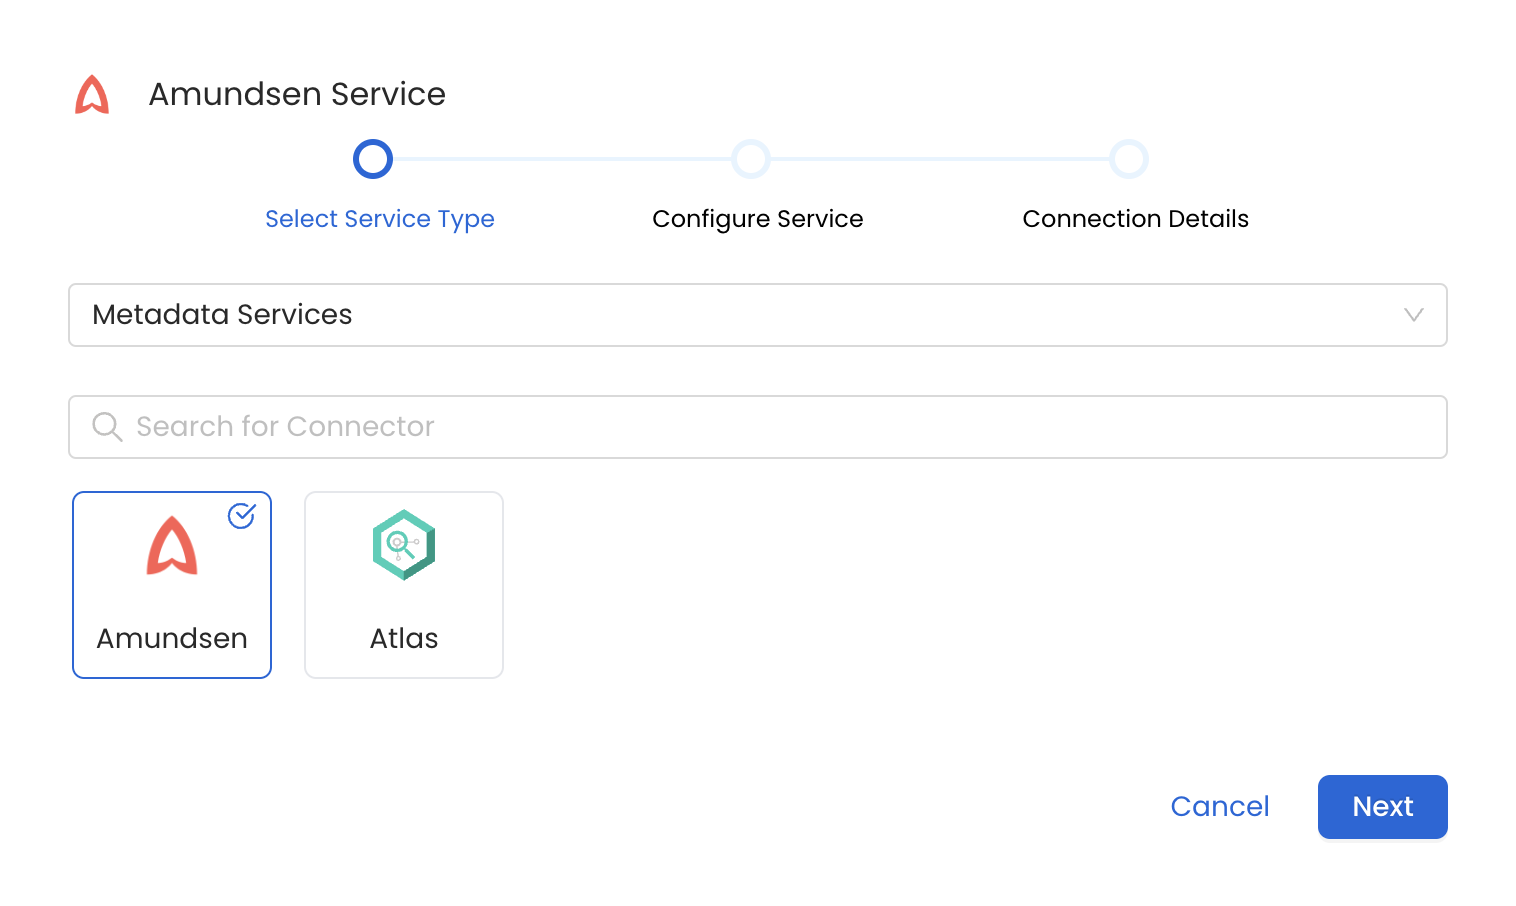 Amundsen Service
Select Service Type
Configure Service
Connection Details
Metadata Services
Search for Connector
Amundsen
Atlas
Cancel
Next